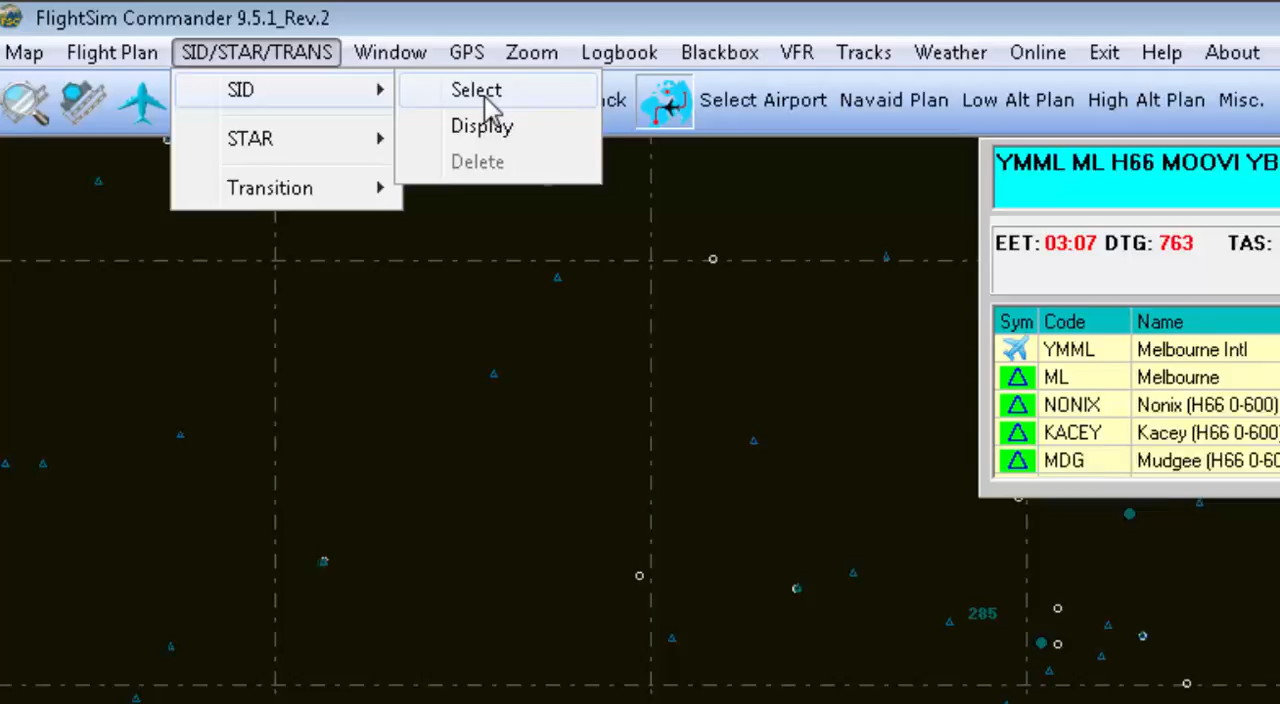 FlightSim Commander 9.5.1_Rev.2
Map Flight Plan SID/STAR/TRANS Window GPS Zoom Logbook Blackbox VFR Tracks Weather Online Exit Help About
SID
STAR
Transition
Select
Display
Delete
ck Select Airport Navaid Plan Low Alt Plan High Alt Plan Misc.
YMML ML H66 MOOVI YB
EET: 03:07 DTG: 763 TAS:
Sym Code Name
YMML Melbourne Intl
ML Melbourne
NONIX Nonix (H66 0-600)
KACEY Kacey (H66 0-600)
MDG Mudgee (H66 0-60
285